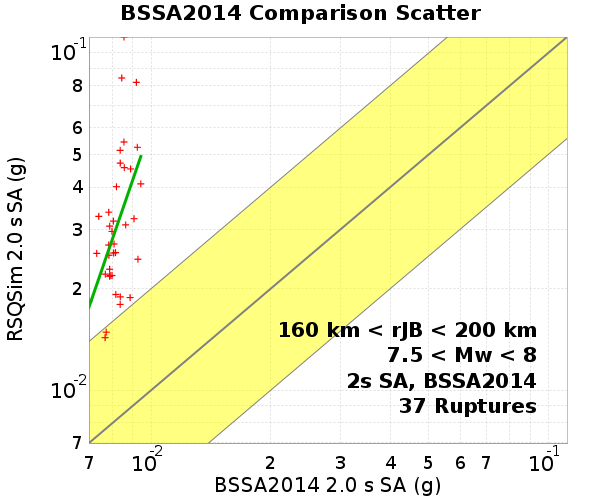 BSSA2014 Comparison Scatter
10-1
8
6
5
4
3
2
10-2
7
RSQSim 2.0 s SA (g)
160 km < rJB < 200 km
7.5 < Mw < 8
2s SA, BSSA2014
37 Ruptures
7 10-2 2 3 4 5 6 7 10-1
BSSA2014 2.0 s SA (g)